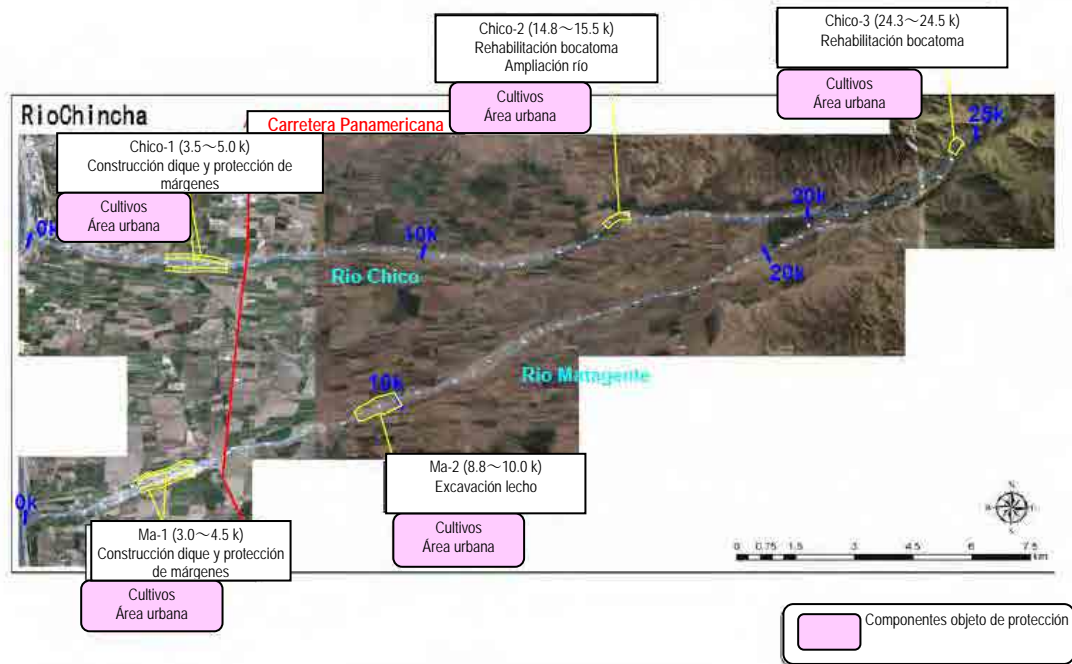 Chico-2 (14.8～15.5 k)
Rehabilitación bocatoma
Ampliación río
Cultivos
Área urbana
Chico-3 (24.3～24.5 k)
Rehabilitación bocatoma
Cultivos
Área urbana
RioChincha
Carretera Panamericana
Chico-1 (3.5～5.0 k)
Construcción dique y protección de
márgenes
Cultivos
Área urbana
0k
10k
20k
25k
Rio Chico
20k
Rio Matagente
10k
0k
Ma-2 (8.8～10.0 k)
Excavación lecho
Cultivos
Área urbana
Ma-1 (3.0～4.5 k)
Construcción dique y protección
de márgenes
Cultivos
Área urbana
N
E
S
0 0.75 1.5 3 4.5 6 7.5
km
Componentes objeto de protección